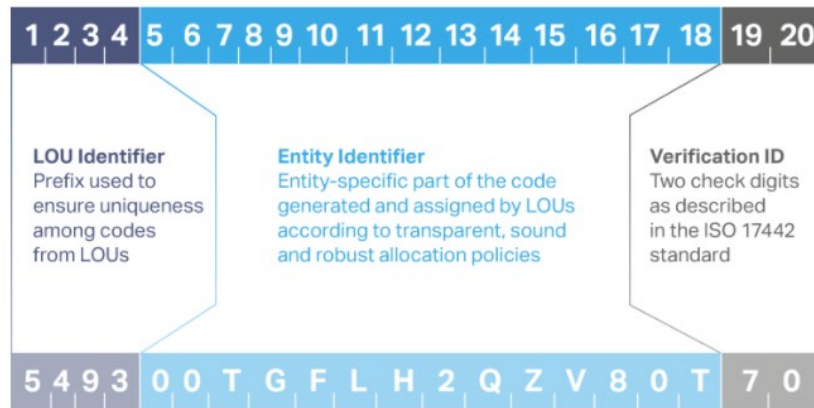 1 2 3 4 5 6 7 8 9 10 11 12 13 14 15 16 17 18 19 20
LOU Identifier
Prefix used to
ensure uniqueness
among codes
from LOUs
Entity Identifier
Entity-specific part of the code
generated and assigned by LOUs
according to transparent, sound
and robust allocation policies
Verification ID
Two check digits
as described
in the ISO 17442
standard
5 4 9 3 0 0 T G F L H 2 Q Z V 8 0 T 7 0